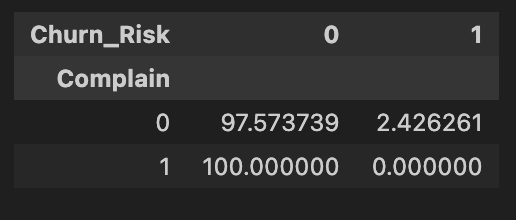 Churn_Risk 0 1
Complain
0 97.573739 2.426261
1 100.000000 0.000000